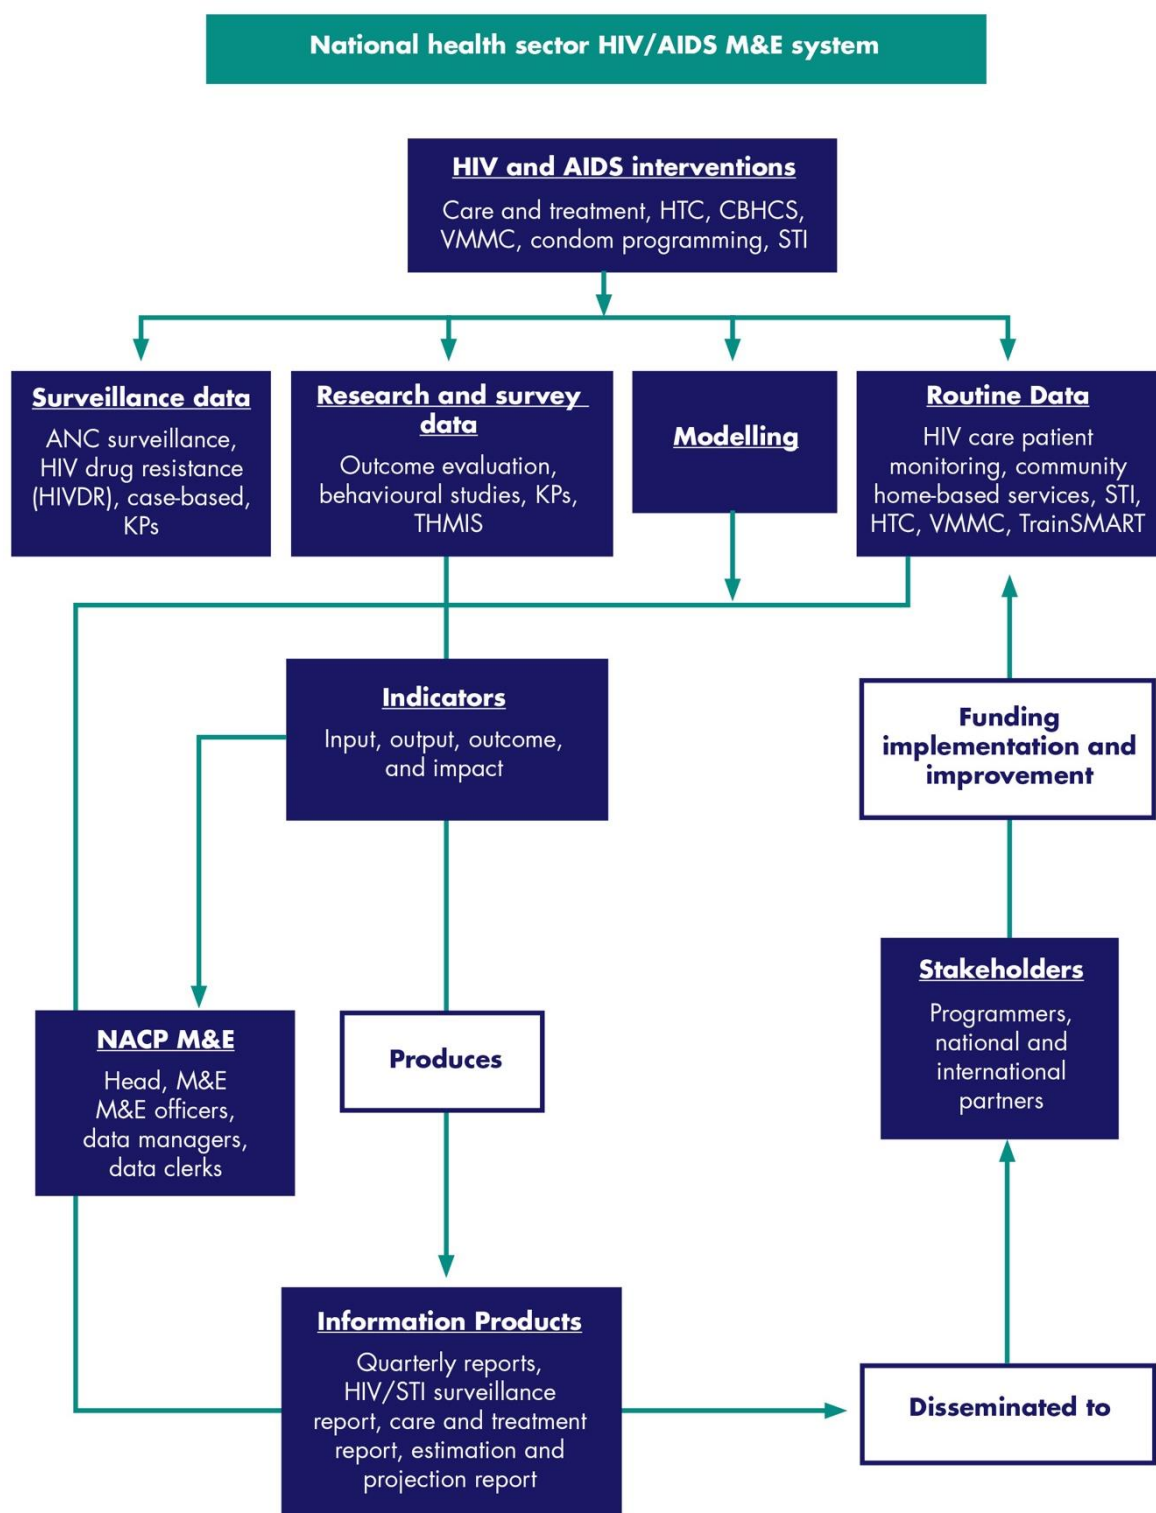 National health sector HIV/AIDS M&E system
HIV and AIDS interventions
Care and treatment, HTC, CBHCS,
VMMC, condom programming, STI
Surveillance data
ANC surveillance,
HIV drug resistance
(HIVDR), case-based,
KPs
Research and survey
data
Outcome evaluation,
behavioural studies, KPs,
THMIS
Modelling
Routine Data
HIV care patient
monitoring, community
home-based services, STI,
HTC, VMMC, TrainSMART
Indicators
Input, output, outcome,
and impact
Funding
implementation and
improvement
NACP M&E
Head, M&E
M&E officers,
data managers,
data clerks
Produces
Stakeholders
Programmers,
national and
international
partners
Information Products
Quarterly reports,
HIV/STI surveillance
report, care and treatment
report, estimation and
projection report
Disseminated to